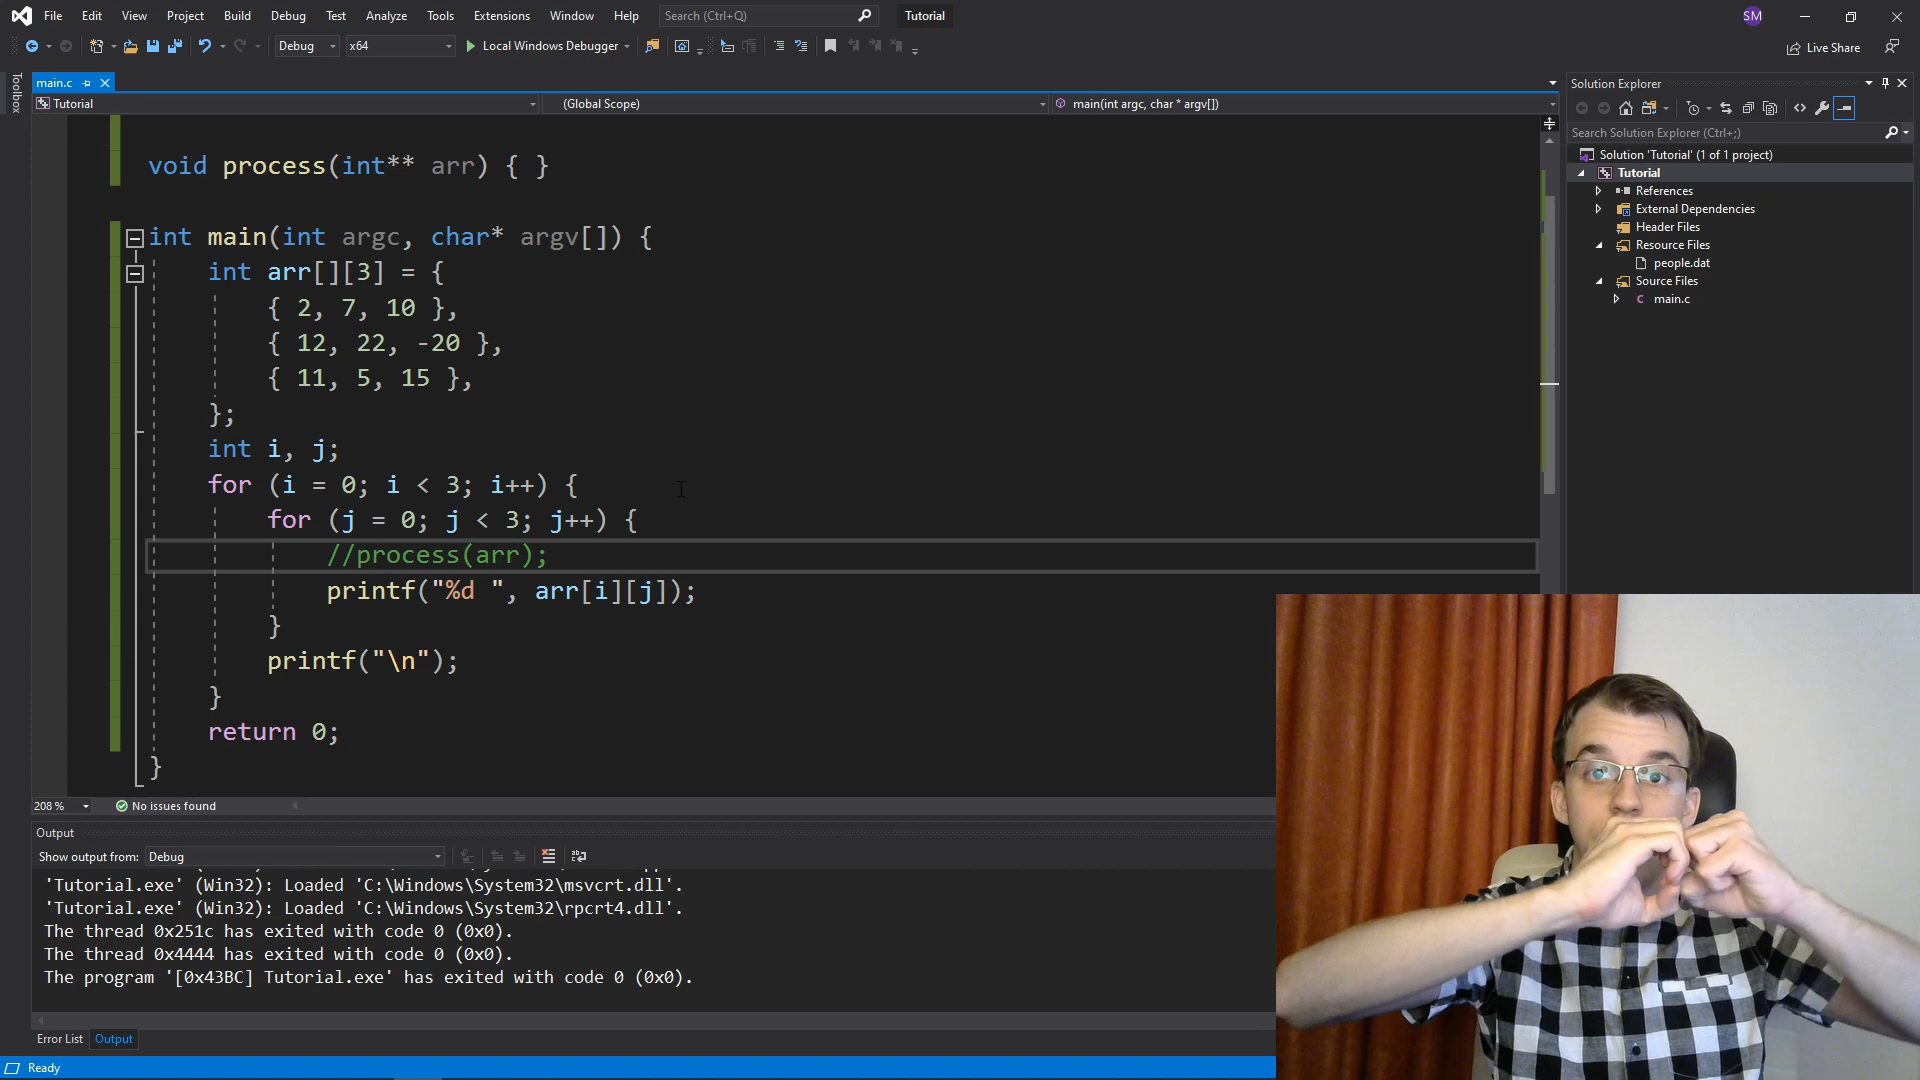 File Edit View Project Build Debug Test Analyze Tools Extensions Window Help Search (Ctrl+Q) Tutorial SM
Debug x64 Local Windows Debugger Live Share
Toolbox
main.c
Tutorial (Global Scope) main(int argc, char * argv[])
void process(int** arr) { }
int main(int argc, char* argv[]) {
int arr[][3] = {
{ 2, 7, 10 },
{ 12, 22, -20 },
{ 11, 5, 15 },
};
int i, j;
for (i = 0; i < 3; i++) {
for (j = 0; j < 3; j++) {
//process(arr);
printf("%d ", arr[i][j]);
}
printf("\n");
}
return 0;
}
208 % No issues found
Output
Show output from: Debug
'Tutorial.exe' (Win32): Loaded 'C:\Windows\System32\msvcrt.dll'.
'Tutorial.exe' (Win32): Loaded 'C:\Windows\System32\rpcrt4.dll'.
The thread 0x251c has exited with code 0 (0x0).
The thread 0x4444 has exited with code 0 (0x0).
The program '[0x43BC] Tutorial.exe' has exited with code 0 (0x0).
Error List Output
Ready
Solution Explorer
Search Solution Explorer (Ctrl+;)
Solution 'Tutorial' (1 of 1 project)
Tutorial
References
External Dependencies
Header Files
Resource Files
people.dat
Source Files
main.c